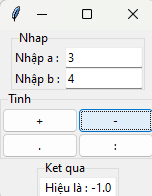 Nhap
Nhập a : 3
Nhập b : 4
Tinh
+ -
. :
Ket qua
Hiệu là : -1.0